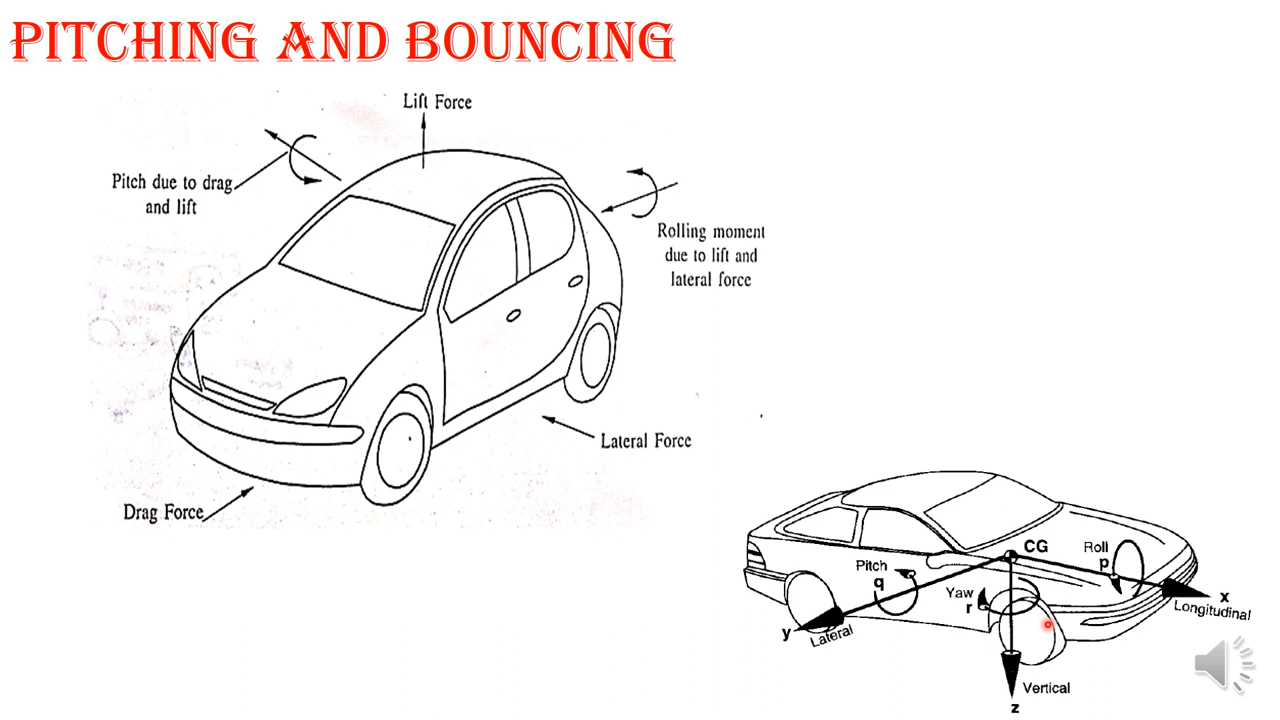 PITCHING AND BOUNCING
Lift Force
Pitch due to drag
and lift
Rolling moment
due to lift and
lateral force
Lateral Force
Drag Force
CG
Roll
p
Pitch
q
Yaw
r
x
Longitudinal
y
Lateral
Vertical
z